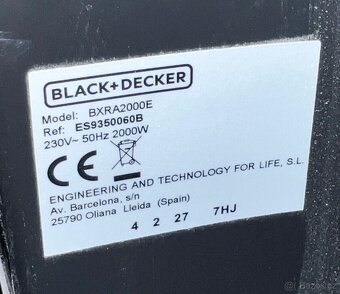 BLACK+DECKER
Model: BXRA2000E
Ref: ES9350060B
230V~ 50Hz 2000W
CE
ENGINEERING AND TECHNOLOGY FOR LIFE, S.L.
Av. Barcelona, s/n
25790 Oliana Lleida (Spain)
4 2 27 7HJ